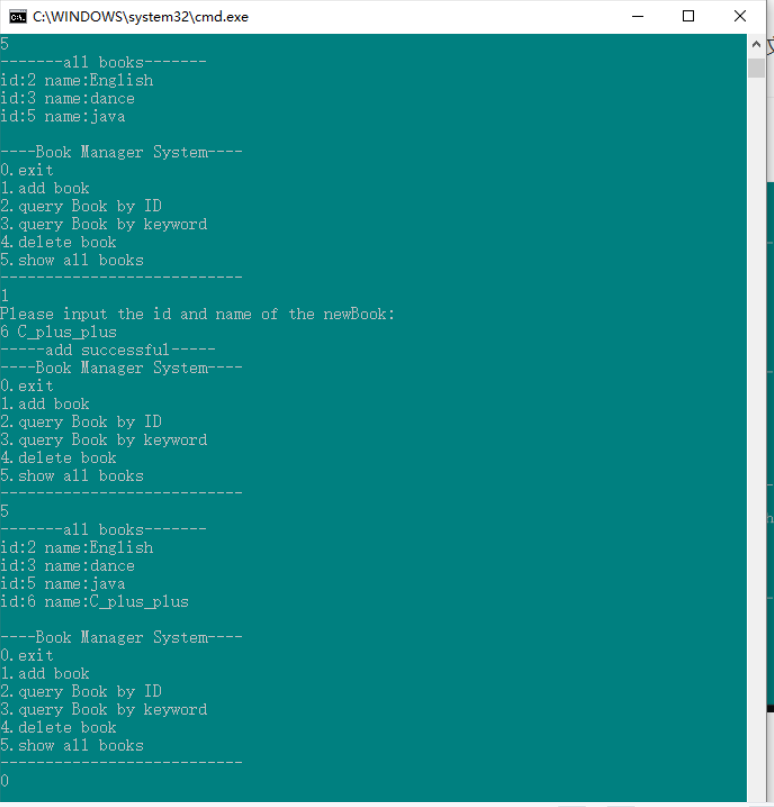 C:\WINDOWS\system32\cmd.exe
5
-------all books-------
id:2 name:English
id:3 name:dance
id:5 name:java
----Book Manager System----
0.exit
1.add book
2.query Book by ID
3.query Book by keyword
4.delete book
5.show all books
---------------------------
1
Please input the id and name of the newBook:
6 C_plus_plus
-----add successful-----
----Book Manager System----
0.exit
1.add book
2.query Book by ID
3.query Book by keyword
4.delete book
5.show all books
---------------------------
5
-------all books-------
id:2 name:English
id:3 name:dance
id:5 name:java
id:6 name:C_plus_plus
----Book Manager System----
0.exit
1.add book
2.query Book by ID
3.query Book by keyword
4.delete book
5.show all books
---------------------------
0